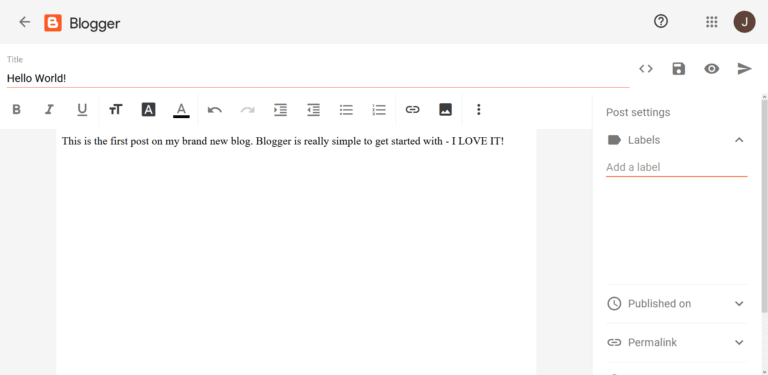 Blogger
J
Title
Hello World!
B I U TT A A
Post settings
This is the first post on my brand new blog. Blogger is really simple to get started with - I LOVE IT!
Labels
Add a label
Published on
Permalink